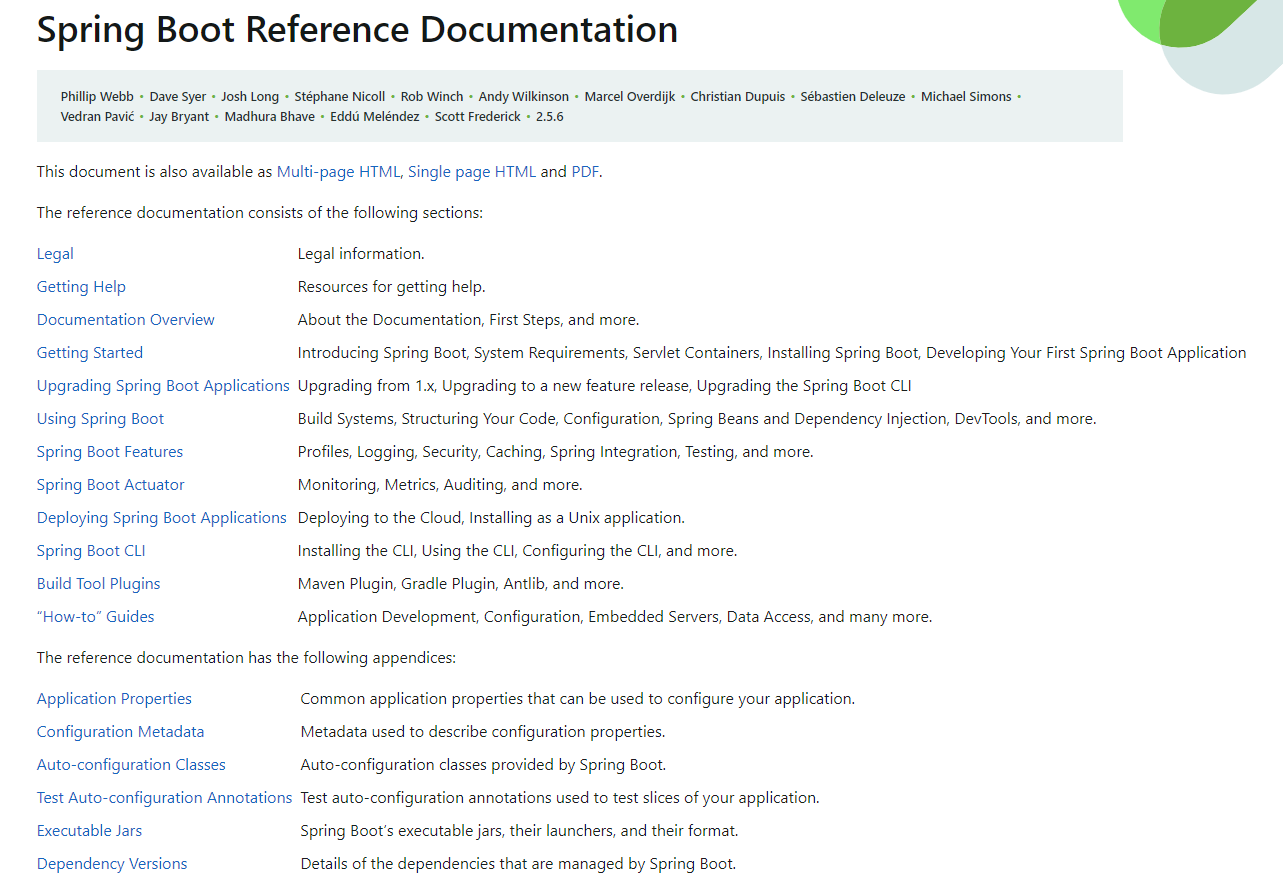 Spring Boot Reference Documentation
Phillip Webb • Dave Syer • Josh Long • Stéphane Nicoll • Rob Winch • Andy Wilkinson • Marcel Overdijk • Christian Dupuis • Sébastien Deleuze • Michael Simons •
Vedran Pavić • Jay Bryant • Madhura Bhave • Eddú Meléndez • Scott Frederick • 2.5.6
This document is also available as Multi-page HTML, Single page HTML and PDF.
The reference documentation consists of the following sections:
Legal Legal information.
Getting Help Resources for getting help.
Documentation Overview About the Documentation, First Steps, and more.
Getting Started Introducing Spring Boot, System Requirements, Servlet Containers, Installing Spring Boot, Developing Your First Spring Boot Application
Upgrading Spring Boot Applications Upgrading from 1.x, Upgrading to a new feature release, Upgrading the Spring Boot CLI
Using Spring Boot Build Systems, Structuring Your Code, Configuration, Spring Beans and Dependency Injection, DevTools, and more.
Spring Boot Features Profiles, Logging, Security, Caching, Spring Integration, Testing, and more.
Spring Boot Actuator Monitoring, Metrics, Auditing, and more.
Deploying Spring Boot Applications Deploying to the Cloud, Installing as a Unix application.
Spring Boot CLI Installing the CLI, Using the CLI, Configuring the CLI, and more.
Build Tool Plugins Maven Plugin, Gradle Plugin, Antlib, and more.
“How-to” Guides Application Development, Configuration, Embedded Servers, Data Access, and many more.
The reference documentation has the following appendices:
Application Properties Common application properties that can be used to configure your application.
Configuration Metadata Metadata used to describe configuration properties.
Auto-configuration Classes Auto-configuration classes provided by Spring Boot.
Test Auto-configuration Annotations Test auto-configuration annotations used to test slices of your application.
Executable Jars Spring Boot’s executable jars, their launchers, and their format.
Dependency Versions Details of the dependencies that are managed by Spring Boot.